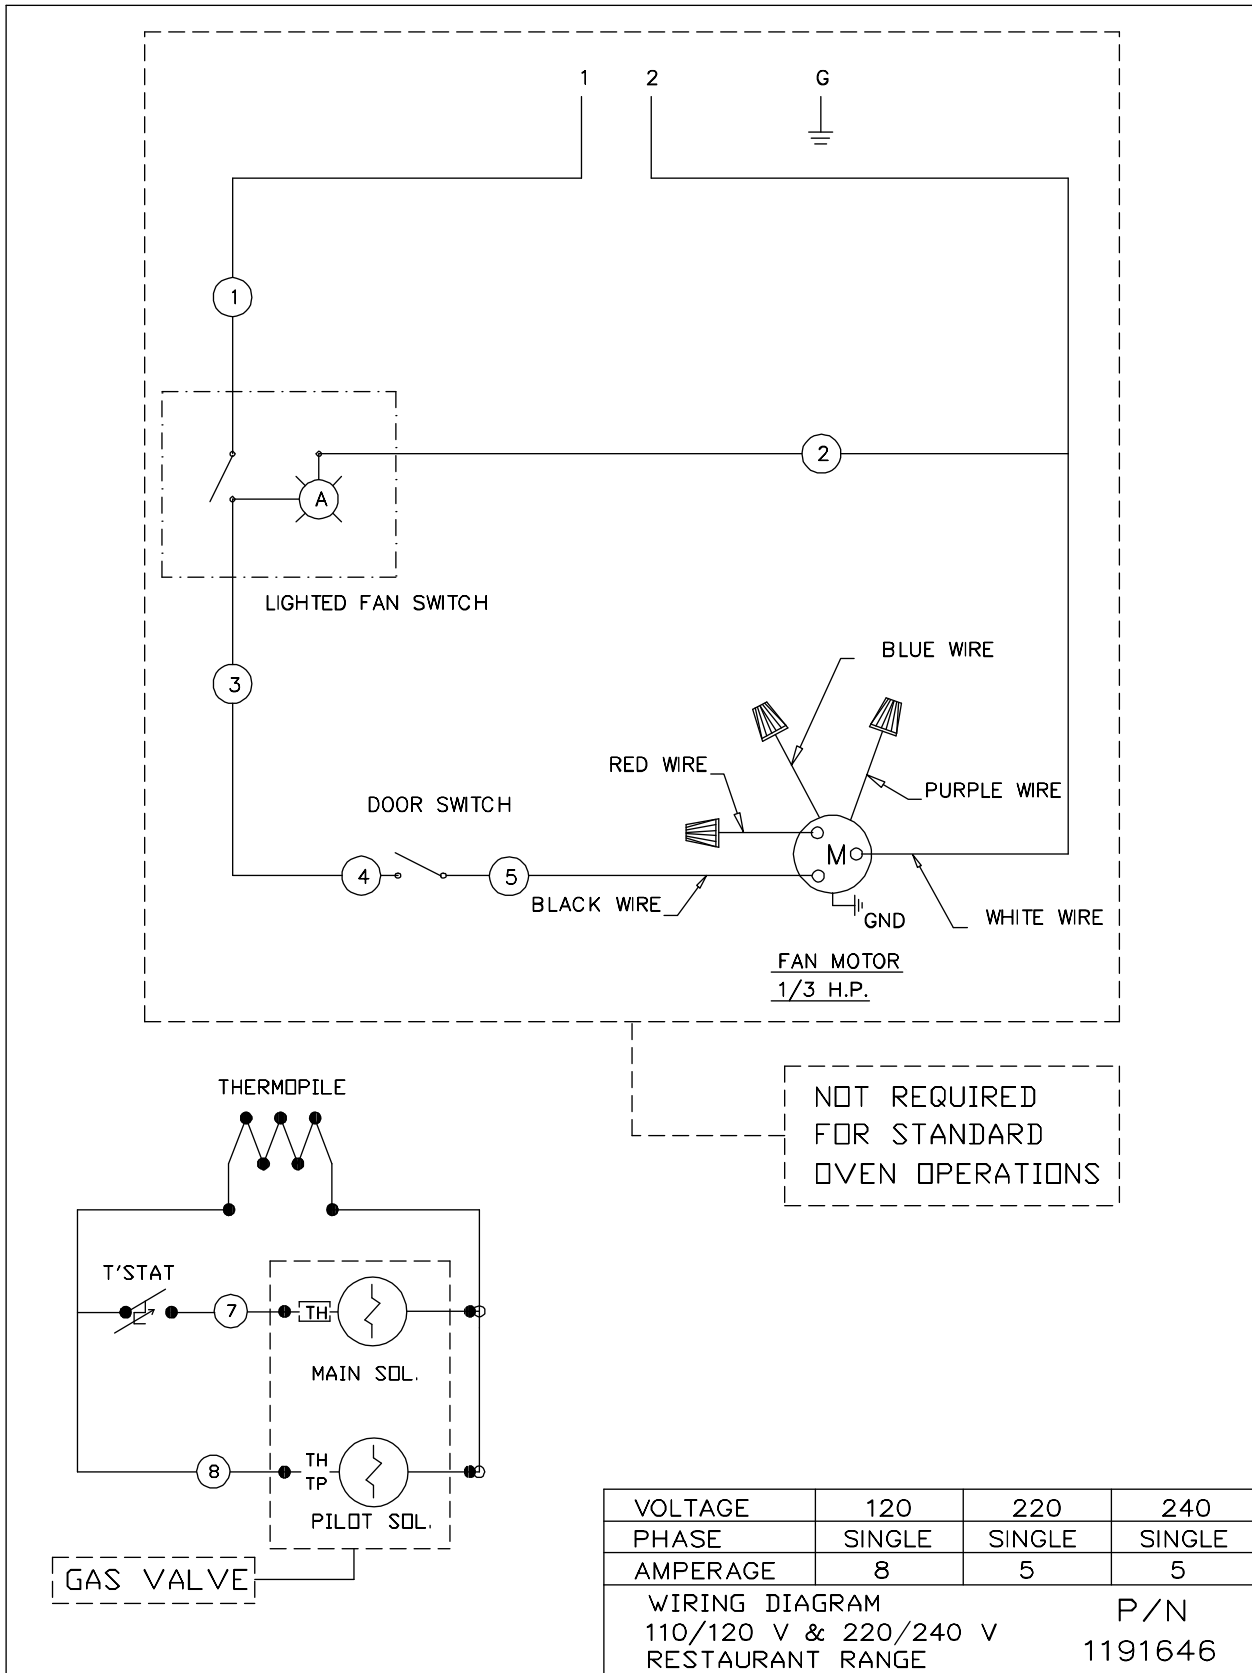 1 2 G
1
2
A
LIGHTED FAN SWITCH
3
BLUE WIRE
RED WIRE
PURPLE WIRE
DOOR SWITCH
M
4
5
BLACK WIRE
GND
WHITE WIRE
FAN MOTOR
1/3 H.P.
THERMOPILE
NOT REQUIRED
FOR STANDARD
OVEN OPERATIONS
T'STAT
7
TH
MAIN SOL.
8
TH
TP
PILOT SOL.
GAS VALVE
VOLTAGE 120 220 240
PHASE SINGLE SINGLE SINGLE
AMPERAGE 8 5 5
WIRING DIAGRAM
110/120 V & 220/240 V
RESTAURANT RANGE
P/N
1191646